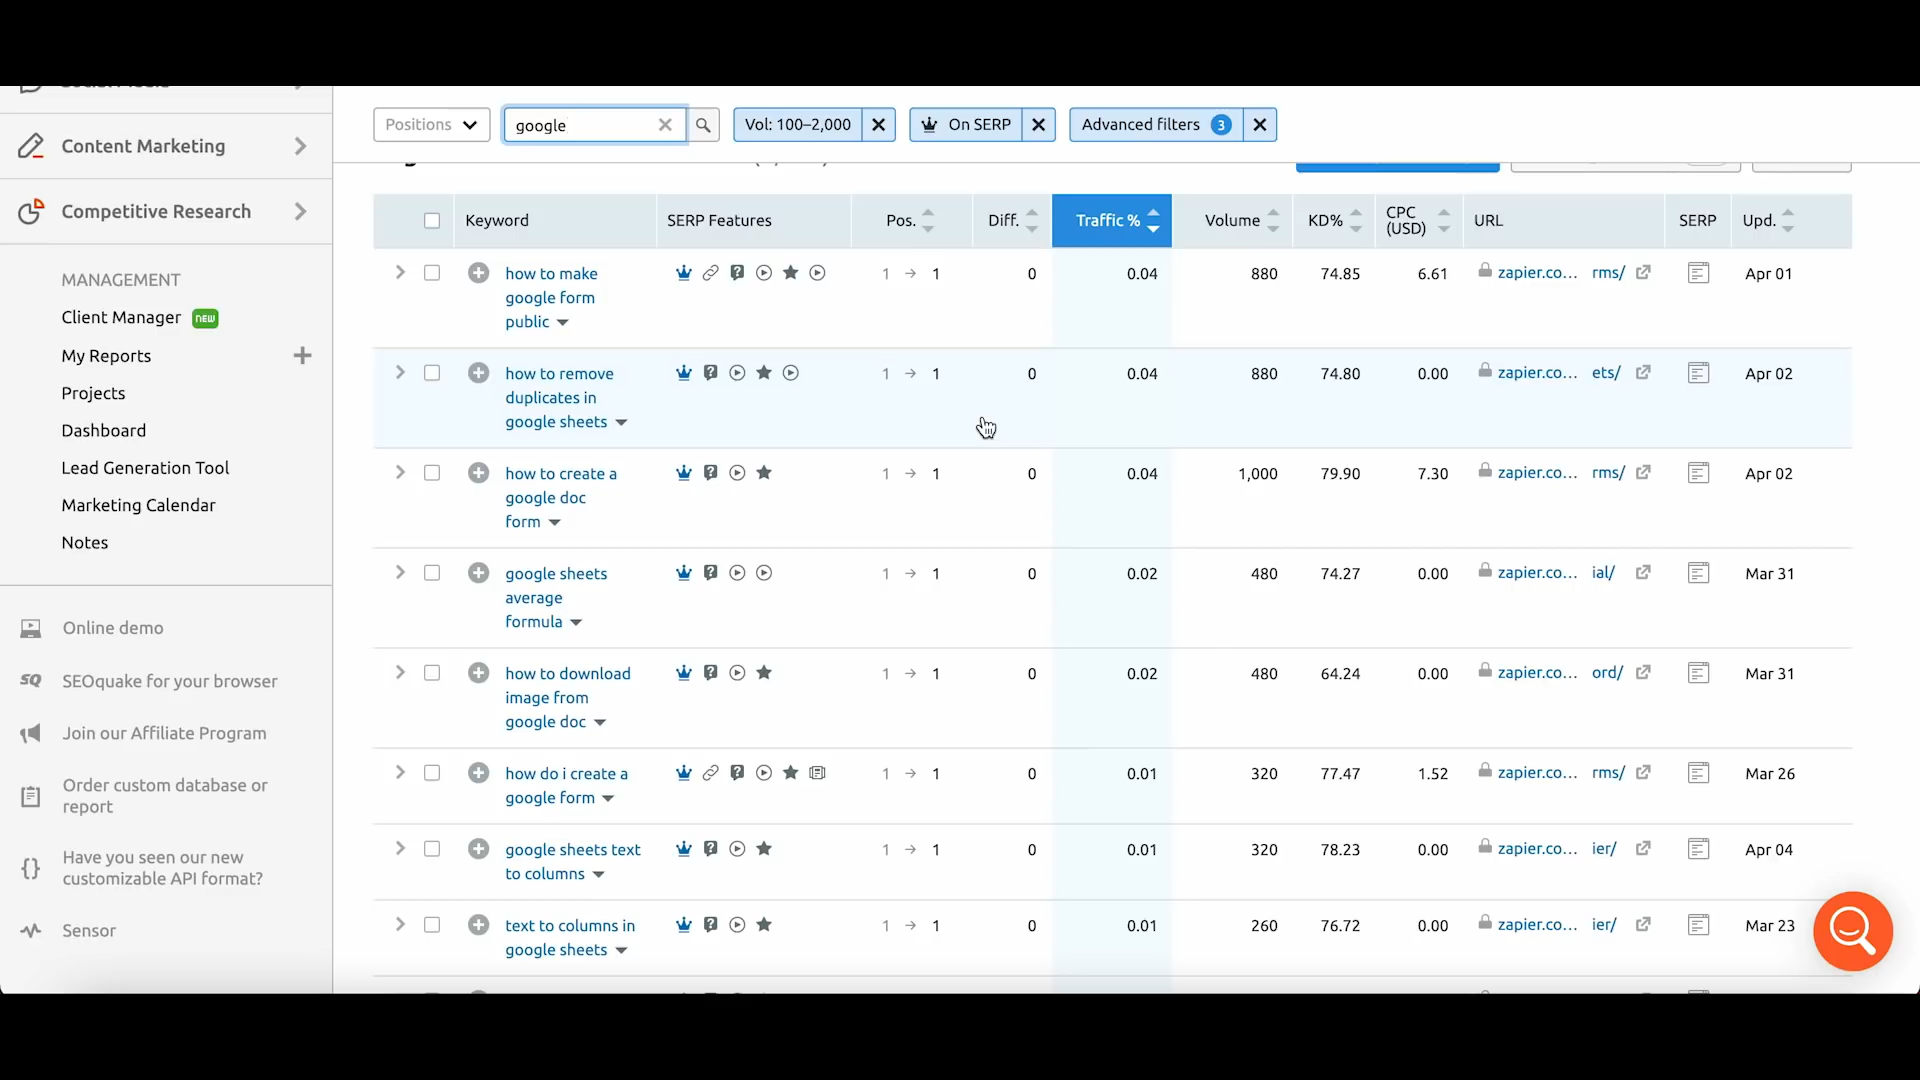 Positions
google
Vol: 100–2,000
On SERP
Advanced filters 3
Content Marketing
Competitive Research
MANAGEMENT
Client Manager new
My Reports
Projects
Dashboard
Lead Generation Tool
Marketing Calendar
Notes
Online demo
SEOquake for your browser
Join our Affiliate Program
Order custom database or
report
Have you seen our new
customizable API format?
Sensor
Keyword SERP Features Pos. Diff. Traffic % Volume KD% CPC (USD) URL SERP Upd.
how to make
google form
public
1 → 1 0 0.04 880 74.85 6.61 zapier.co... rms/ Apr 01
how to remove
duplicates in
google sheets
1 → 1 0 0.04 880 74.80 0.00 zapier.co... ets/ Apr 02
how to create a
google doc
form
1 → 1 0 0.04 1,000 79.90 7.30 zapier.co... rms/ Apr 02
google sheets
average
formula
1 → 1 0 0.02 480 74.27 0.00 zapier.co... ial/ Mar 31
how to download
image from
google doc
1 → 1 0 0.02 480 64.24 0.00 zapier.co... ord/ Mar 31
how do i create a
google form
1 → 1 0 0.01 320 77.47 1.52 zapier.co... rms/ Mar 26
google sheets text
to columns
1 → 1 0 0.01 320 78.23 0.00 zapier.co... ier/ Apr 04
text to columns in
google sheets
1 → 1 0 0.01 260 76.72 0.00 zapier.co... ier/ Mar 23